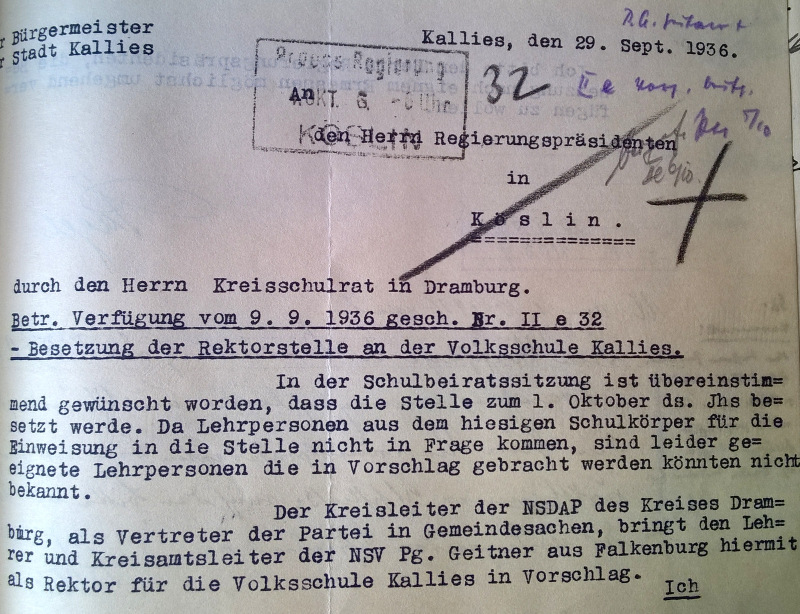 r Bürgermeister
r Stadt Kallies
Kallies, den 29. Sept. 1936.
Preuss Regierung
32
An
OKT. 6 Uhr
KÖSLIN
den Herrn Regierungspräsidenten
in
Köslin.
==============
durch den Herrn Kreisschulrat in Dramburg.
Betr. Verfügung vom 9. 9. 1936 gesch. Nr. II e 32
- Besetzung der Rektorstelle an der Volksschule Kallies.
In der Schulbeiratssitzung ist übereinstim=
mend gewünscht worden, dass die Stelle zum 1. Oktober ds. Jhs be=
setzt werde. Da Lehrpersonen aus dem hiesigen Schulkörper für die
Einweisung in die Stelle nicht in Frage kommen, sind leider ge=
eignete Lehrpersonen die in Vorschlag gebracht werden könnten nicht
bekannt.
Der Kreisleiter der NSDAP des Kreises Dram=
burg, als Vertreter der Partei in Gemeindesachen, bringt den Leh=
rer und Kreisamtsleiter der NSV Pg. Geitner aus Falkenburg hiermit
als Rektor für die Volksschule Kallies in Vorschlag.
Ich